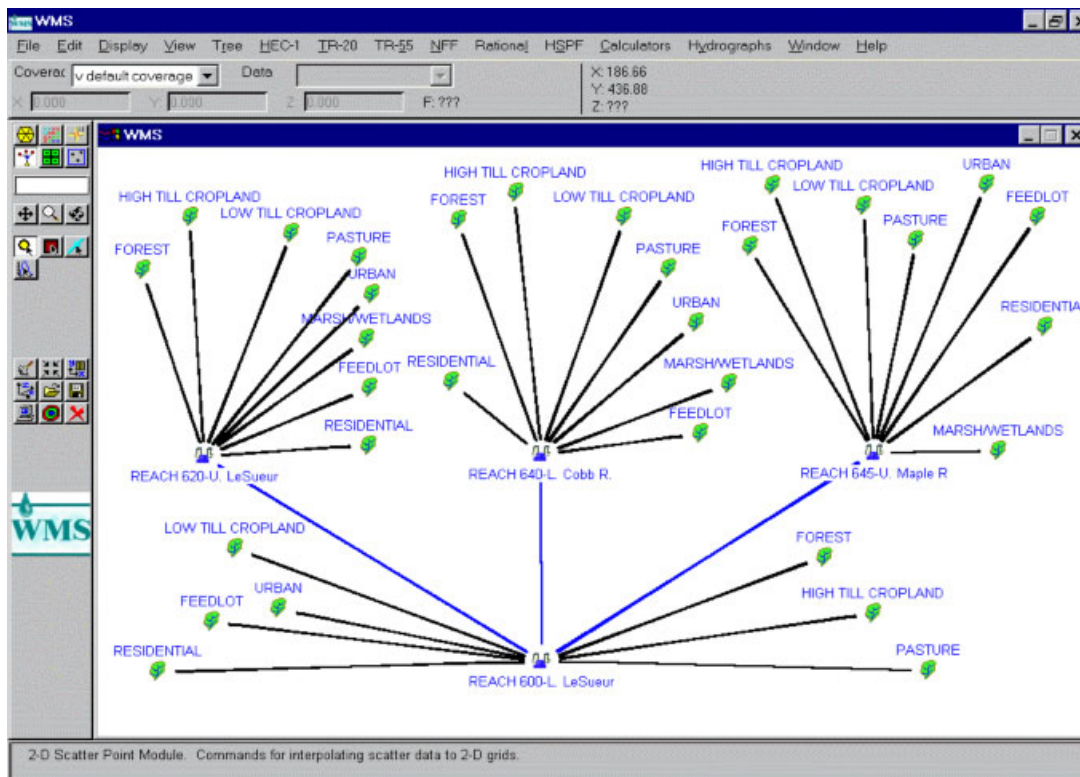 WMS
WMS
File Edit Display View Tree HEC-1 TR-20 TR-55 NFF Rational HSPF Calculators Hydrographs Window Help
Coverac v default coverage Data
X: 186.66
Y: 436.88
Z: ???
X: 0.000 Y: 0.000 Z: 0.000 F: ???
WMS
HIGH TILL CROPLAND
LOW TILL CROPLAND
FOREST
PASTURE
URBAN
MARSH/WETLANDS
FEEDLOT
RESIDENTIAL
REACH 620-U. LeSueur
HIGH TILL CROPLAND
FOREST
LOW TILL CROPLAND
PASTURE
URBAN
RESIDENTIAL
MARSH/WETLANDS
FEEDLOT
REACH 640-L. Cobb R.
HIGH TILL CROPLAND
URBAN
LOW TILL CROPLAND
FEEDLOT
FOREST
PASTURE
RESIDENTIA
MARSH/WETLANDS
REACH 645-U. Maple R
WMS
LOW TILL CROPLAND
URBAN
FEEDLOT
RESIDENTIAL
FOREST
HIGH TILL CROPLAND
PASTURE
REACH 600-L. LeSueur
2-D Scatter Point Module. Commands for interpolating scatter data to 2-D grids.